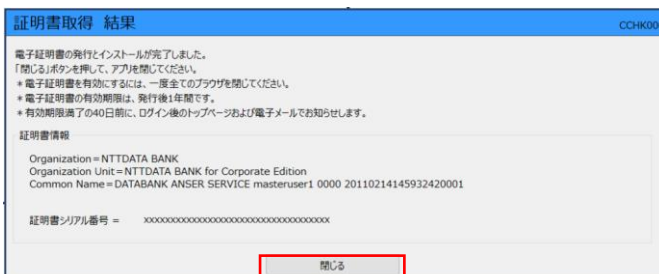 証明書取得 結果 CCHK00
電子証明書の発行とインストールが完了しました。
「閉じる」ボタンを押して、アプリを閉じてください。
＊電子証明書を有効にするには、一度全てのブラウザを閉じてください。
＊電子証明書の有効期限は、発行後1年間です。
＊有効期限満了の40日前に、ログイン後のトップページおよび電子メールでお知らせします。
証明書情報
Organization=NTTDATA BANK
Organization Unit=NTTDATA BANK for Corporate Edition
Common Name=DATABANK ANSER SERVICE masteruser1 0000 20110214145932420001
証明書シリアル番号 = xxxxxxxxxxxxxxxxxxxxxxxxxxxxxxxxxxx
閉じる